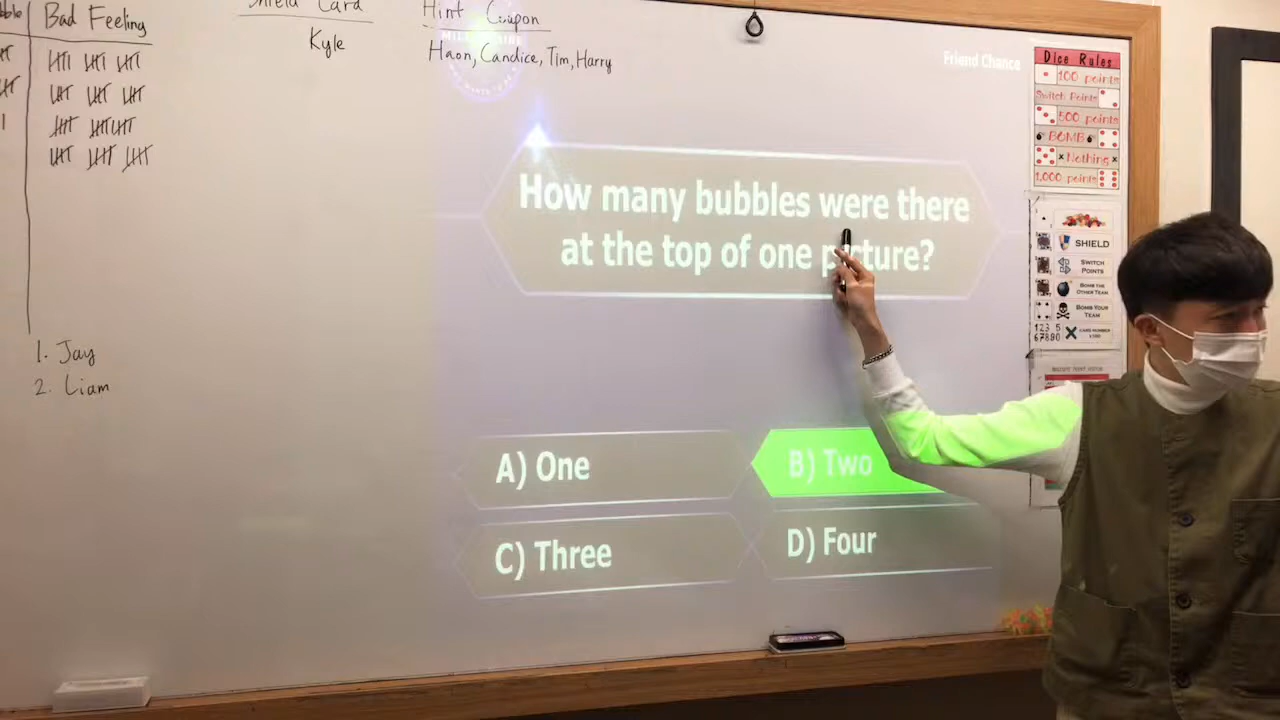 Bad Feeling
Shield Card
Kyle
Hint Coupon
Haon, Candice, Tim, Harry
Friend Chance
How many bubbles were there
at the top of one picture?
A) One
B) Two
C) Three
D) Four
1. Jay
2. Liam
Dice Rules
100 points
Switch Points
500 points
BOMB
x Nothing x
1,000 points
SHIELD
SWITCH
POINTS
BOMB THE
OTHER TEAM
BOMB YOUR
TEAM